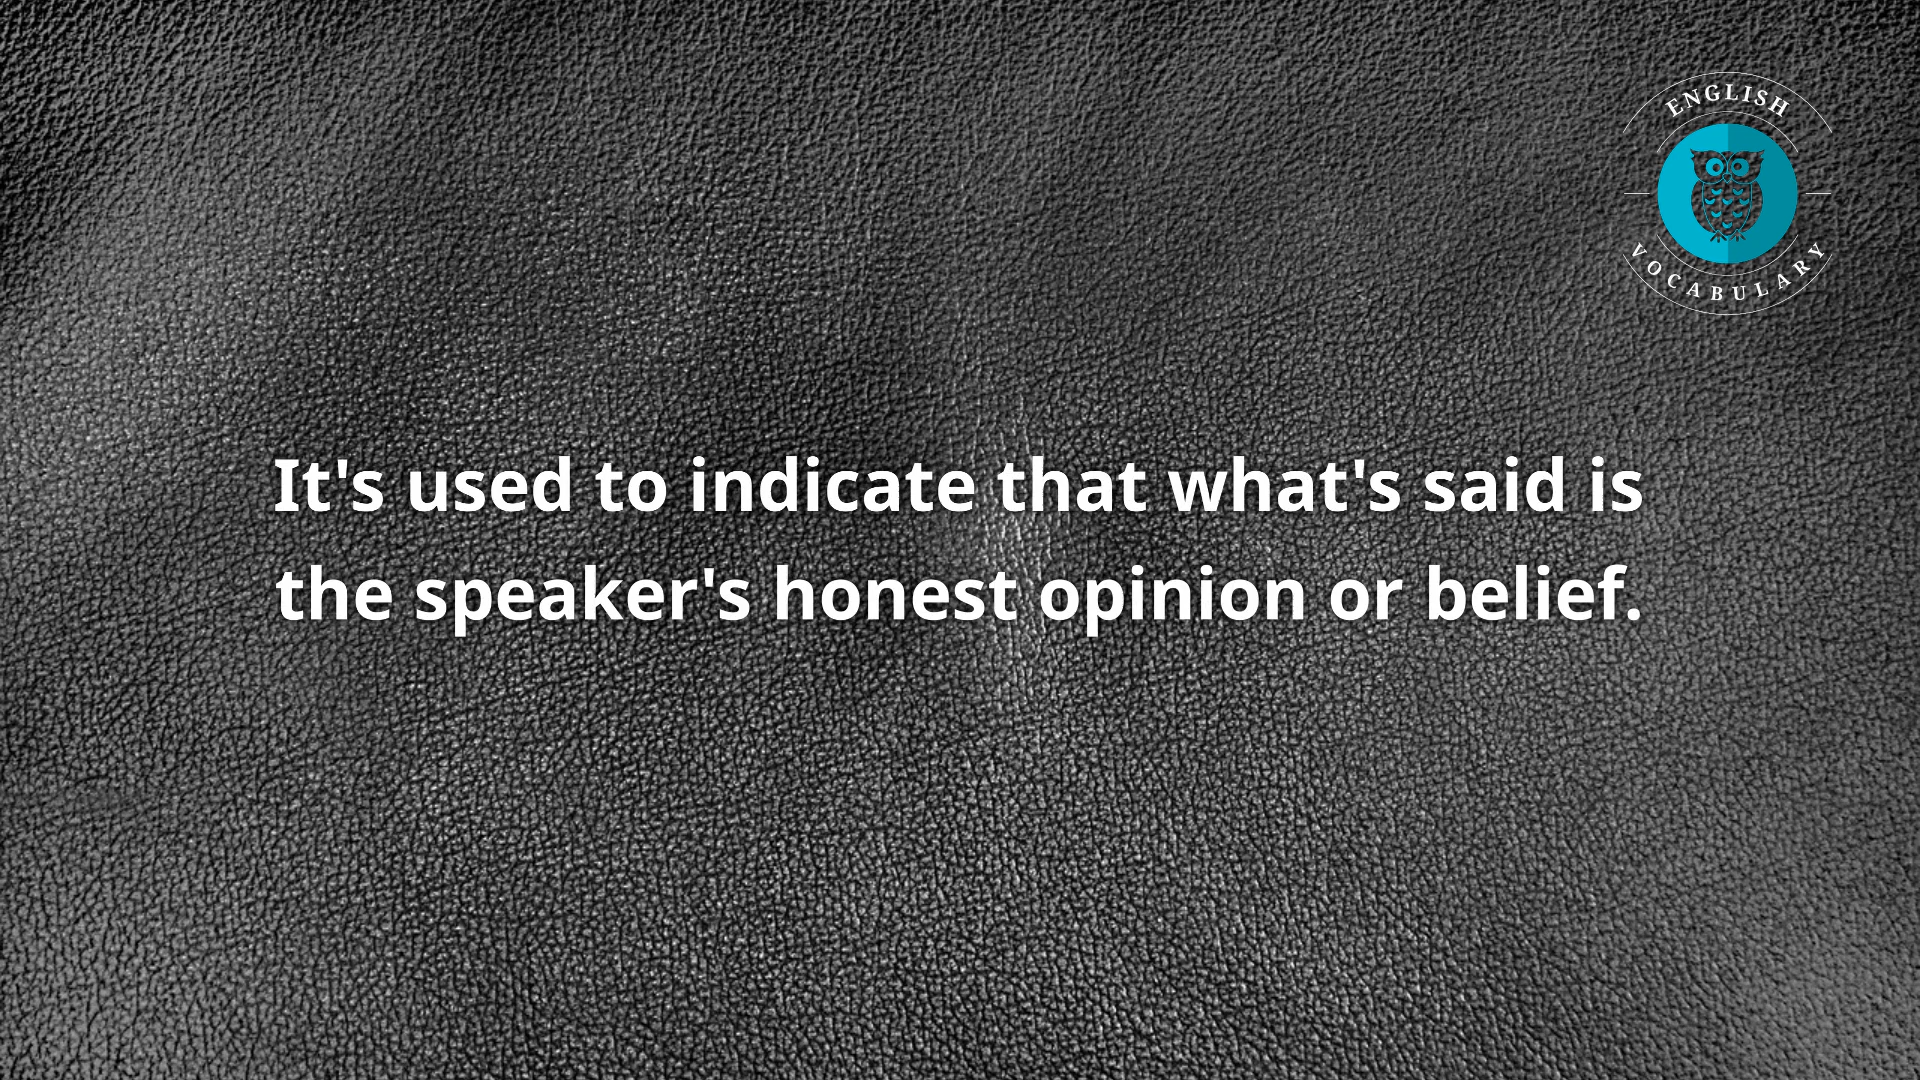 ENGLISH
VOCABULARY
It's used to indicate that what's said is
the speaker's honest opinion or belief.